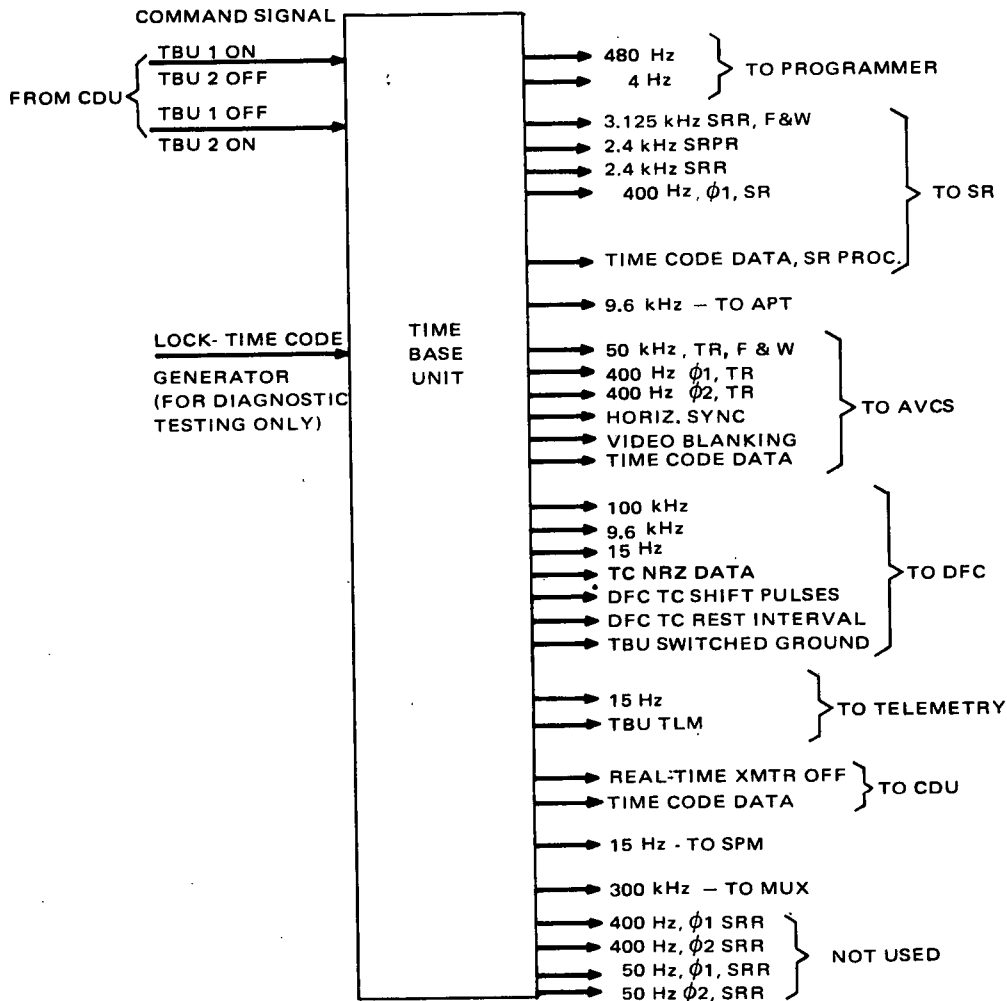 COMMAND SIGNAL
TBU 1 ON
TBU 2 OFF
FROM CDU
TBU 1 OFF
TBU 2 ON
LOCK- TIME CODE
GENERATOR
(FOR DIAGNOSTIC
TESTING ONLY)
TIME
BASE
UNIT
480 Hz
4 Hz
TO PROGRAMMER
3.125 kHz SRR, F&W
2.4 kHz SRPR
2.4 kHz SRR
400 Hz, ϕ1, SR
TIME CODE DATA, SR PROC.
TO SR
9.6 kHz — TO APT
50 kHz, TR, F & W
400 Hz ϕ1, TR
400 Hz ϕ2, TR
HORIZ. SYNC
VIDEO BLANKING
TIME CODE DATA
TO AVCS
100 kHz
9.6 kHz
15 Hz
TC NRZ DATA
DFC TC SHIFT PULSES
DFC TC REST INTERVAL
TBU SWITCHED GROUND
TO DFC
15 Hz
TBU TLM
TO TELEMETRY
REAL-TIME XMTR OFF
TIME CODE DATA
TO CDU
15 Hz - TO SPM
300 kHz — TO MUX
400 Hz, ϕ1 SRR
400 Hz, ϕ2 SRR
50 Hz, ϕ1, SRR
50 Hz ϕ2, SRR
NOT USED